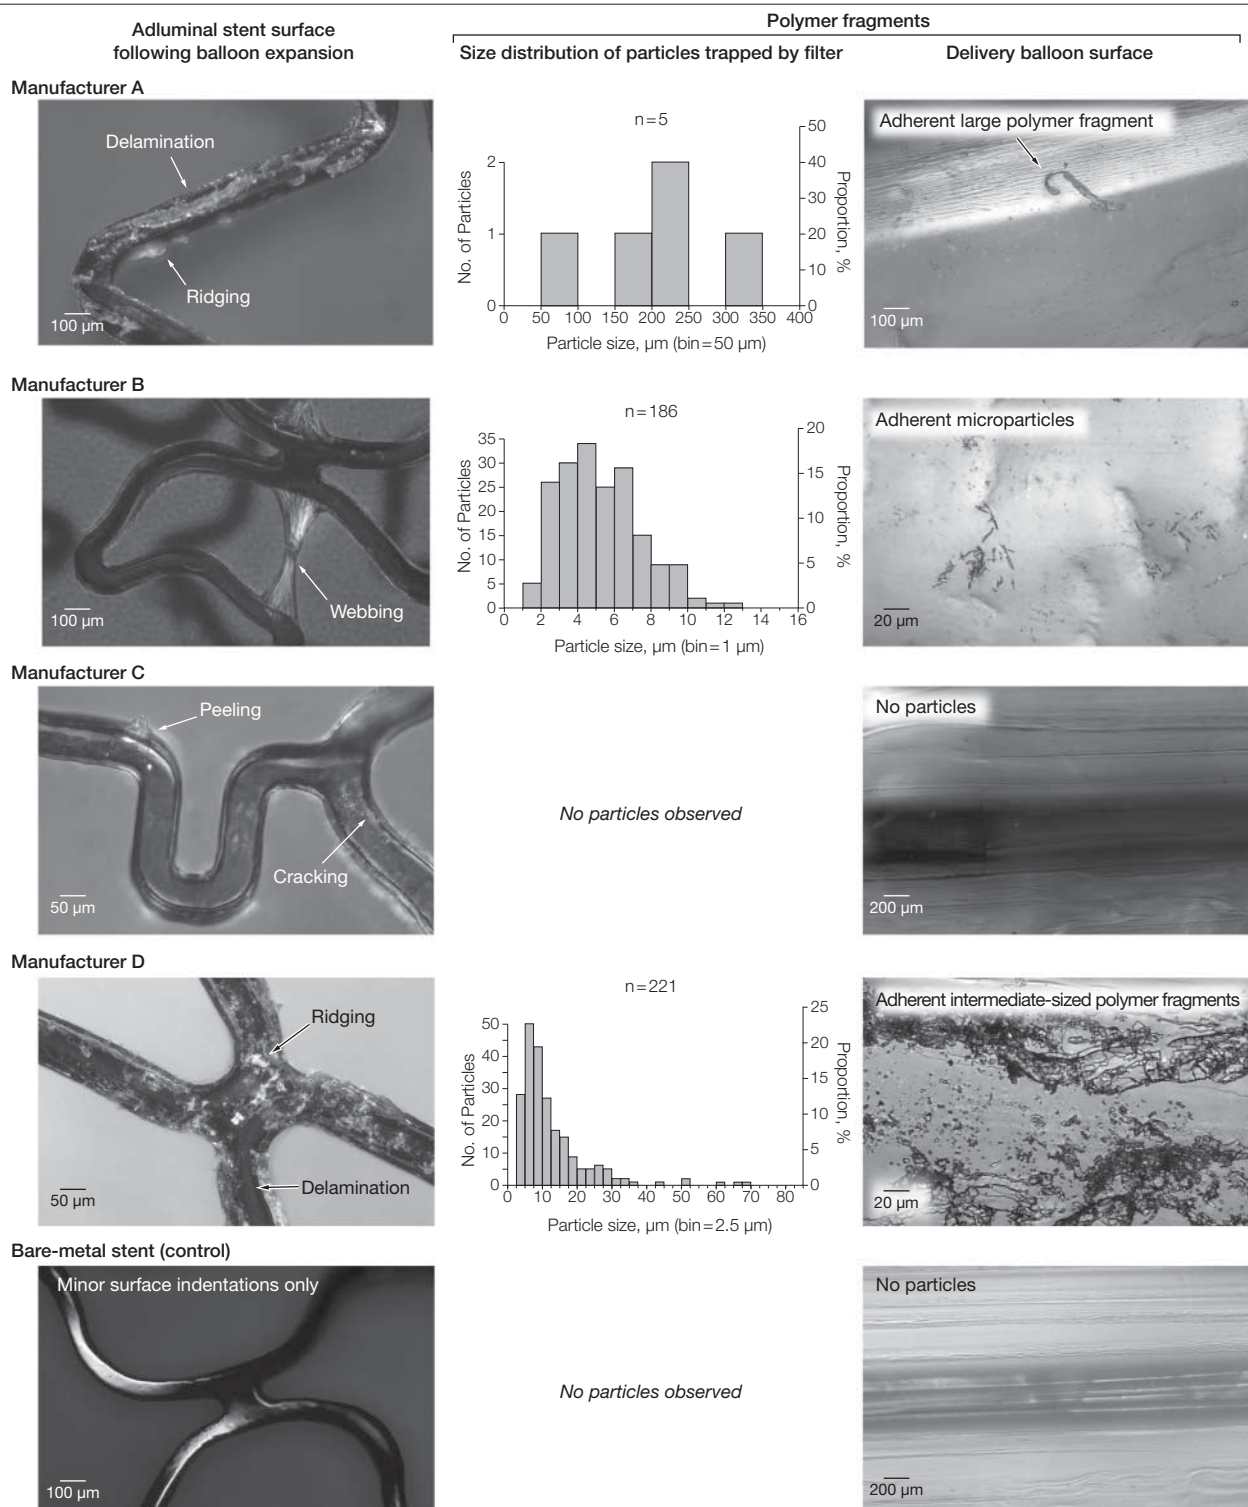 Adluminal stent surface
following balloon expansion
Polymer fragments
Size distribution of particles trapped by filter
Delivery balloon surface
Manufacturer A
Delamination
Ridging
100 µm
n=5
No. of Particles
2
1
0
50
40
30
20
10
0
Proportion, %
0 50 100 150 200 250 300 350 400
Particle size, µm (bin=50 µm)
Adherent large polymer fragment
100 µm
Manufacturer B
Webbing
100 µm
n=186
No. of Particles
35
30
25
20
15
10
5
0
20
15
10
5
0
Proportion, %
0 2 4 6 8 10 12 14 16
Particle size, µm (bin=1 µm)
Adherent microparticles
20 µm
Manufacturer C
Peeling
Cracking
50 µm
No particles observed
No particles
200 µm
Manufacturer D
Ridging
Delamination
50 µm
n=221
No. of Particles
50
40
30
20
10
0
25
20
15
10
5
0
Proportion, %
0 10 20 30 40 50 60 70 80
Particle size, µm (bin=2.5 µm)
Adherent intermediate-sized polymer fragments
20 µm
Bare-metal stent (control)
Minor surface indentations only
100 µm
No particles observed
No particles
200 µm